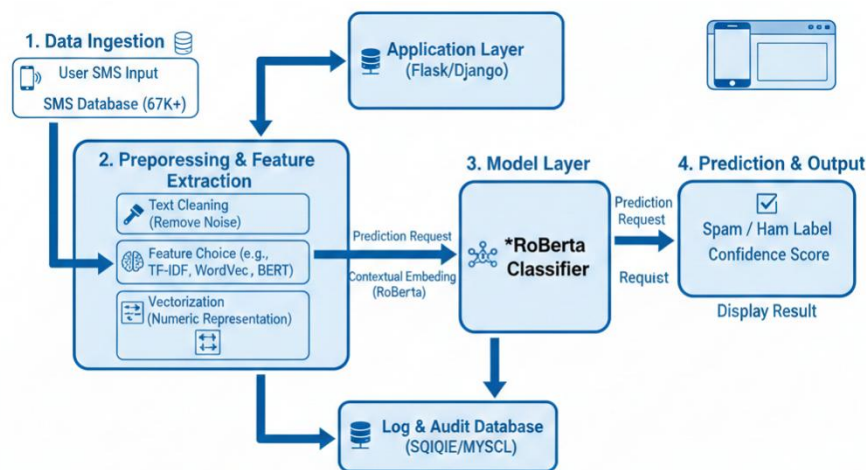 1. Data Ingestion
User SMS Input
SMS Database (67K+)
Application Layer
(Flask/Django)
2. Preporessing & Feature
Extraction
Text Cleaning
(Remove Noise)
Feature Choice (e.g.,
TF-IDF, WordVec, BERT)
Vectorization
(Numeric Representation)
Prediction Request
Contextual Embeding
(RoBerta)
3. Model Layer
*RoBerta
Classifier
Prediction
Request
Requist
4. Prediction & Output
Spam / Ham Label
Confidence Score
Display Result
Log & Audit Database
(SQIQIE/MYSCL)